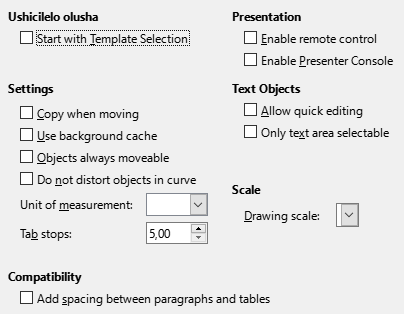 Ushicilelo olusha
Start with Template Selection
Settings
Copy when moving
Use background cache
Objects always moveable
Do not distort objects in curve
Unit of measurement:
Tab stops: 5,00
Compatibility
Add spacing between paragraphs and tables
Presentation
Enable remote control
Enable Presenter Console
Text Objects
Allow quick editing
Only text area selectable
Scale
Drawing scale: